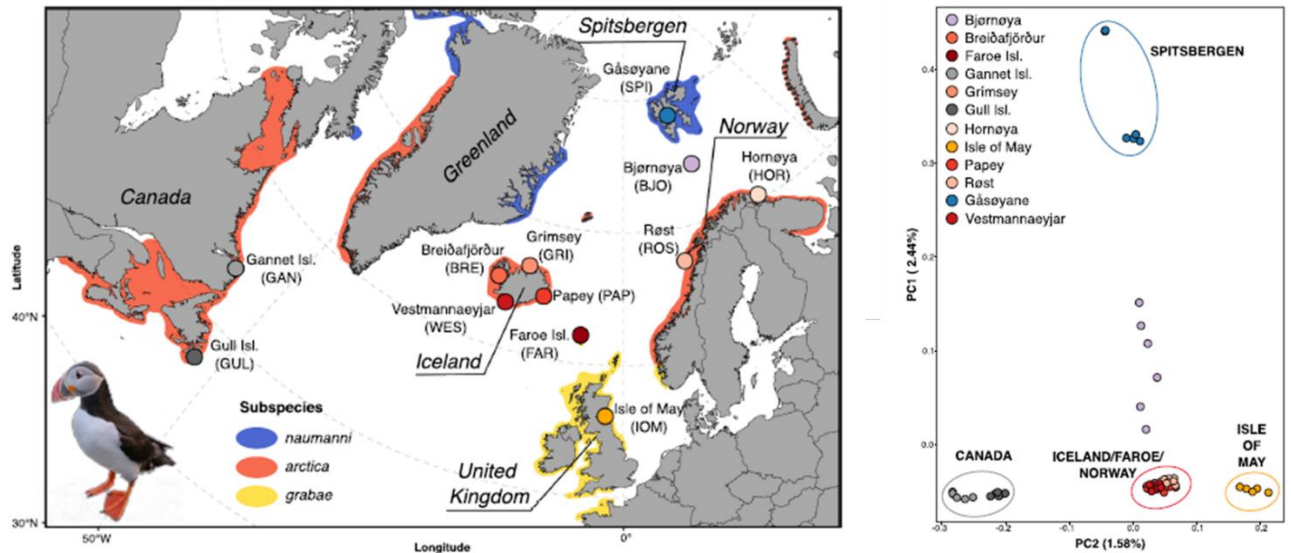 Spitsbergen
Gåsøyane
(SPI)
Norway
Bjørnøya
(BJO)
Hornøya
(HOR)
Greenland
Canada
Røst
(ROS)
Grimsey
(GRI)
Breiðafjörður
(BRE)
Gannet Isl.
(GAN)
Papey (PAP)
Vestmannaeyjar
(WES)
Faroe Isl.
(FAR)
Iceland
Gull Isl.
(GUL)
Isle of May
(IOM)
United
Kingdom
Subspecies
naumanni
arctica
grabae
Latitude
40°N
30°N
50°W
0°
Longitude
Bjørnøya
Breiðafjörður
Faroe Isl.
Gannet Isl.
Grimsey
Gull Isl.
Hornøya
Isle of May
Papey
Røst
Gåsøyane
Vestmannaeyjar
SPITSBERGEN
CANADA
ICELAND/FAROE/
NORWAY
ISLE
OF
MAY
PC1 ( 2.44%)
0.4
0.3
0.2
0.1
0.0
-0.3
-0.2
-0.1
0.0
0.1
0.2
PC2 (1.58%)